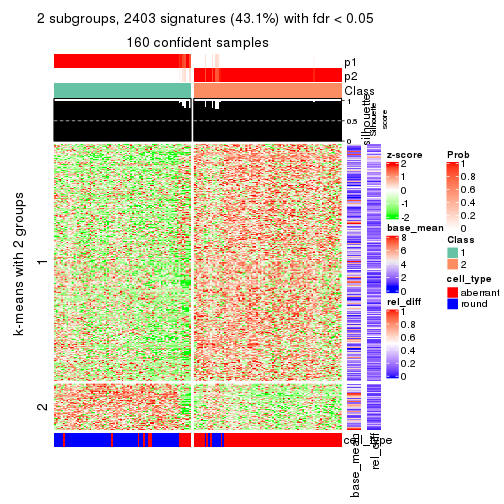 2 subgroups, 2403 signatures (43.1%) with fdr < 0.05
160 confident samples
p1
p2
Class
1
0.5
0
silhouette
Silhouette
score
k-means with 2 groups
1
2
cell_type
base_mean
rel_diff
z-score
2
1
0
-1
-2
base_mean
8
6
4
2
0
rel_diff
1
0.8
0.6
0.4
0.2
0
Prob
1
0.8
0.6
0.4
0.2
0
Class
1
2
cell_type
aberrant
round